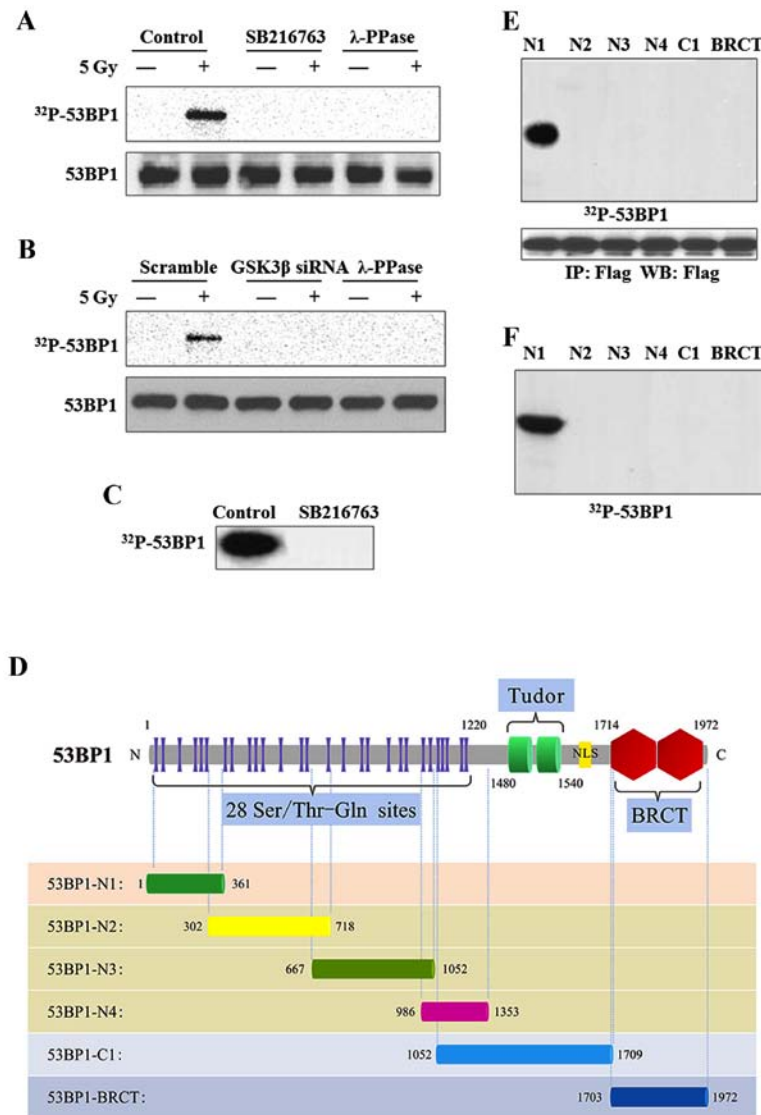 A
Control SB216763 λ-PPase
5 Gy — + — + — +
³²P-53BP1
53BP1
B
Scramble GSK3β siRNA λ-PPase
5 Gy — + — + — +
³²P-53BP1
53BP1
C
Control SB216763
³²P-53BP1
E
N1 N2 N3 N4 C1 BRCT
³²P-53BP1
IP: Flag WB: Flag
F
N1 N2 N3 N4 C1 BRCT
³²P-53BP1
D
Tudor
1 1220 1714 1972
53BP1 N NLS C
1480 1540
28 Ser/Thr-Gln sites BRCT
53BP1-N1: 1 361
53BP1-N2: 302 718
53BP1-N3: 667 1052
53BP1-N4: 986 1353
53BP1-C1: 1052 1709
53BP1-BRCT: 1703 1972